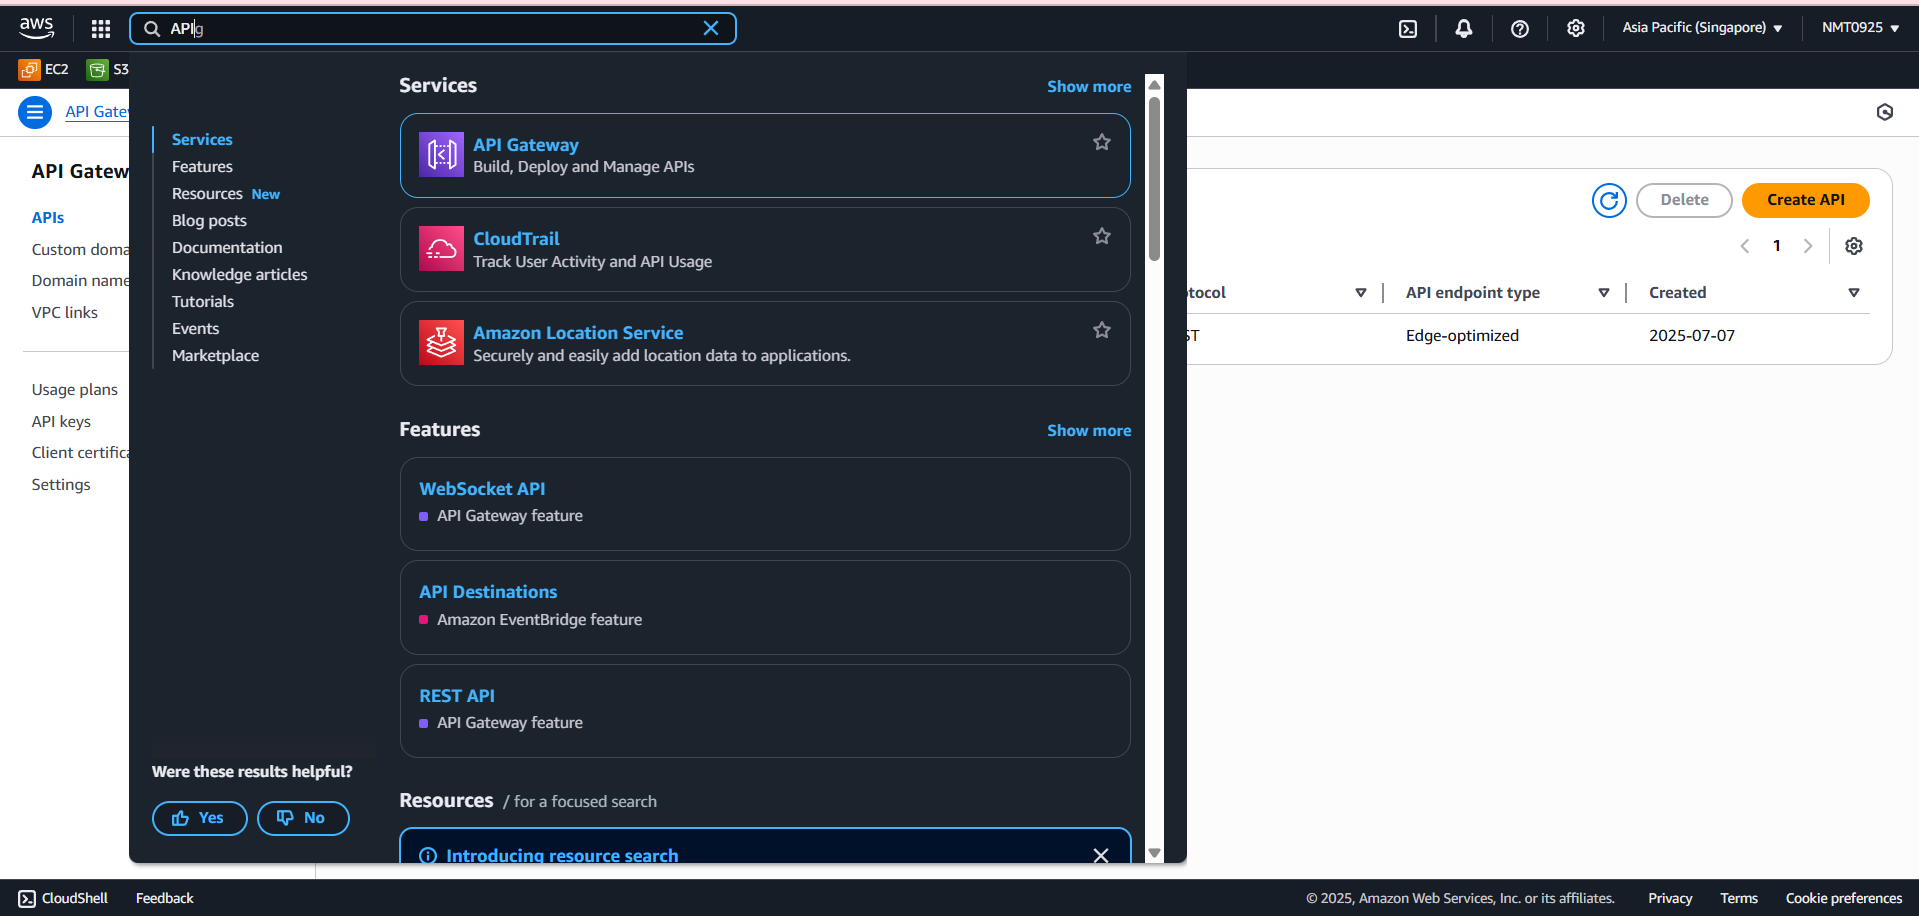 aws
APIg
Asia Pacific (Singapore)
NMT0925
EC2
S3
API Gatew
API Gatew
APIs
Custom doma
Domain name
VPC links
Usage plans
API keys
Client certifica
Settings
Services
Features
Resources New
Blog posts
Documentation
Knowledge articles
Tutorials
Events
Marketplace
Were these results helpful?
Yes
No
Services
Show more
API Gateway
Build, Deploy and Manage APIs
CloudTrail
Track User Activity and API Usage
Amazon Location Service
Securely and easily add location data to applications.
Features
Show more
WebSocket API
API Gateway feature
API Destinations
Amazon EventBridge feature
REST API
API Gateway feature
Resources / for a focused search
Introducing resource search
Delete
Create API
1
tocol
API endpoint type
Created
ST
Edge-optimized
2025-07-07
CloudShell
Feedback
© 2025, Amazon Web Services, Inc. or its affiliates.
Privacy
Terms
Cookie preferences